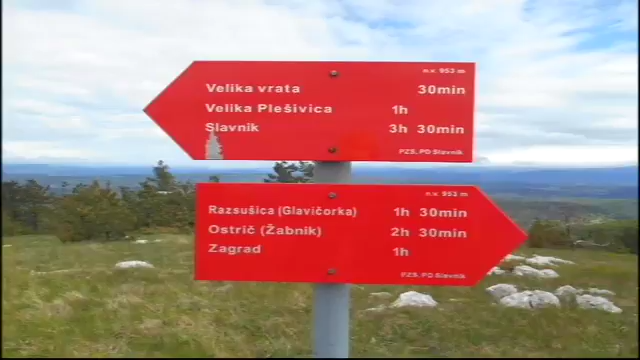 n.v. 953 m
Velika vrata 30min
Velika Plešivica 1h
Slavnik 3h 30min
PZS, PD Slavnik
n.v. 953 m
Razsušica (Glavičorka) 1h 30min
Ostrič (Žabnik) 2h 30min
Zagrad 1h
PZS, PD Slavnik